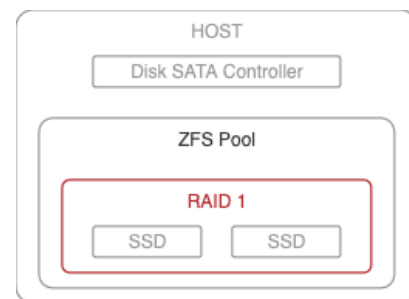 HOST
Disk SATA Controller
ZFS Pool
RAID 1
SSD SSD